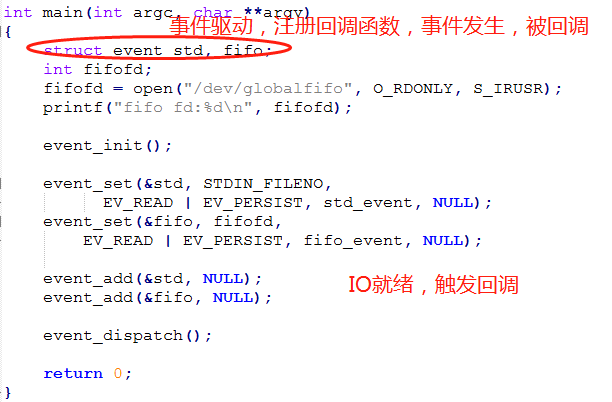 int main(int argc, char **argv)
事件驱动，注册回调函数，事件发生，被回调
{
struct event std, fifo;
int fifofd;
fifofd = open("/dev/globalfifo", O_RDONLY, S_IRUSR);
printf("fifo fd:%d\n", fifofd);
event_init();
event_set(&std, STDIN_FILENO,
EV_READ | EV_PERSIST, std_event, NULL);
event_set(&fifo, fifofd,
EV_READ | EV_PERSIST, fifo_event, NULL);
event_add(&std, NULL);
IO就绪，触发回调
event_add(&fifo, NULL);
event_dispatch();
return 0;
}